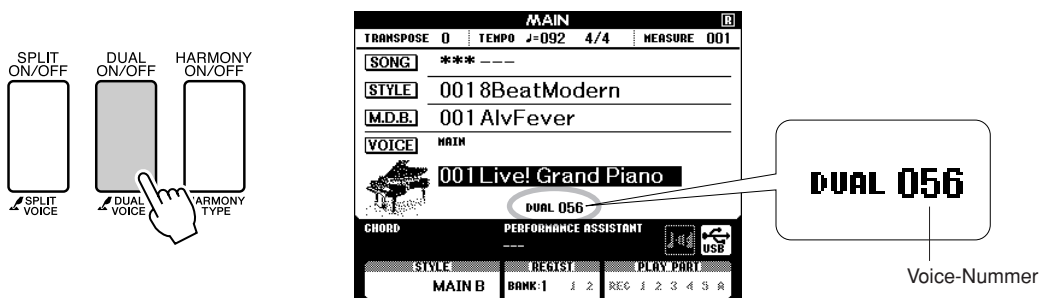 SPLIT ON/OFF
DUAL ON/OFF
HARMONY ON/OFF
SPLIT VOICE
DUAL VOICE
ARMONY TYPE
MAIN R
TRANSPOSE 0 TEMPO ♩=092 4/4 MEASURE 001
SONG ***---
STYLE 001 8BeatModern
M.D.B. 001 AlvFever
VOICE MAIN
001 Live! Grand Piano
DUAL 056
CHORD PERFORMANCE ASSISTANT
---
USB
STYLE REGIST PLAY PART
MAIN B BANK:1 1 2 REC 1 2 3 4 5 A
DUAL 056
Voice-Nummer